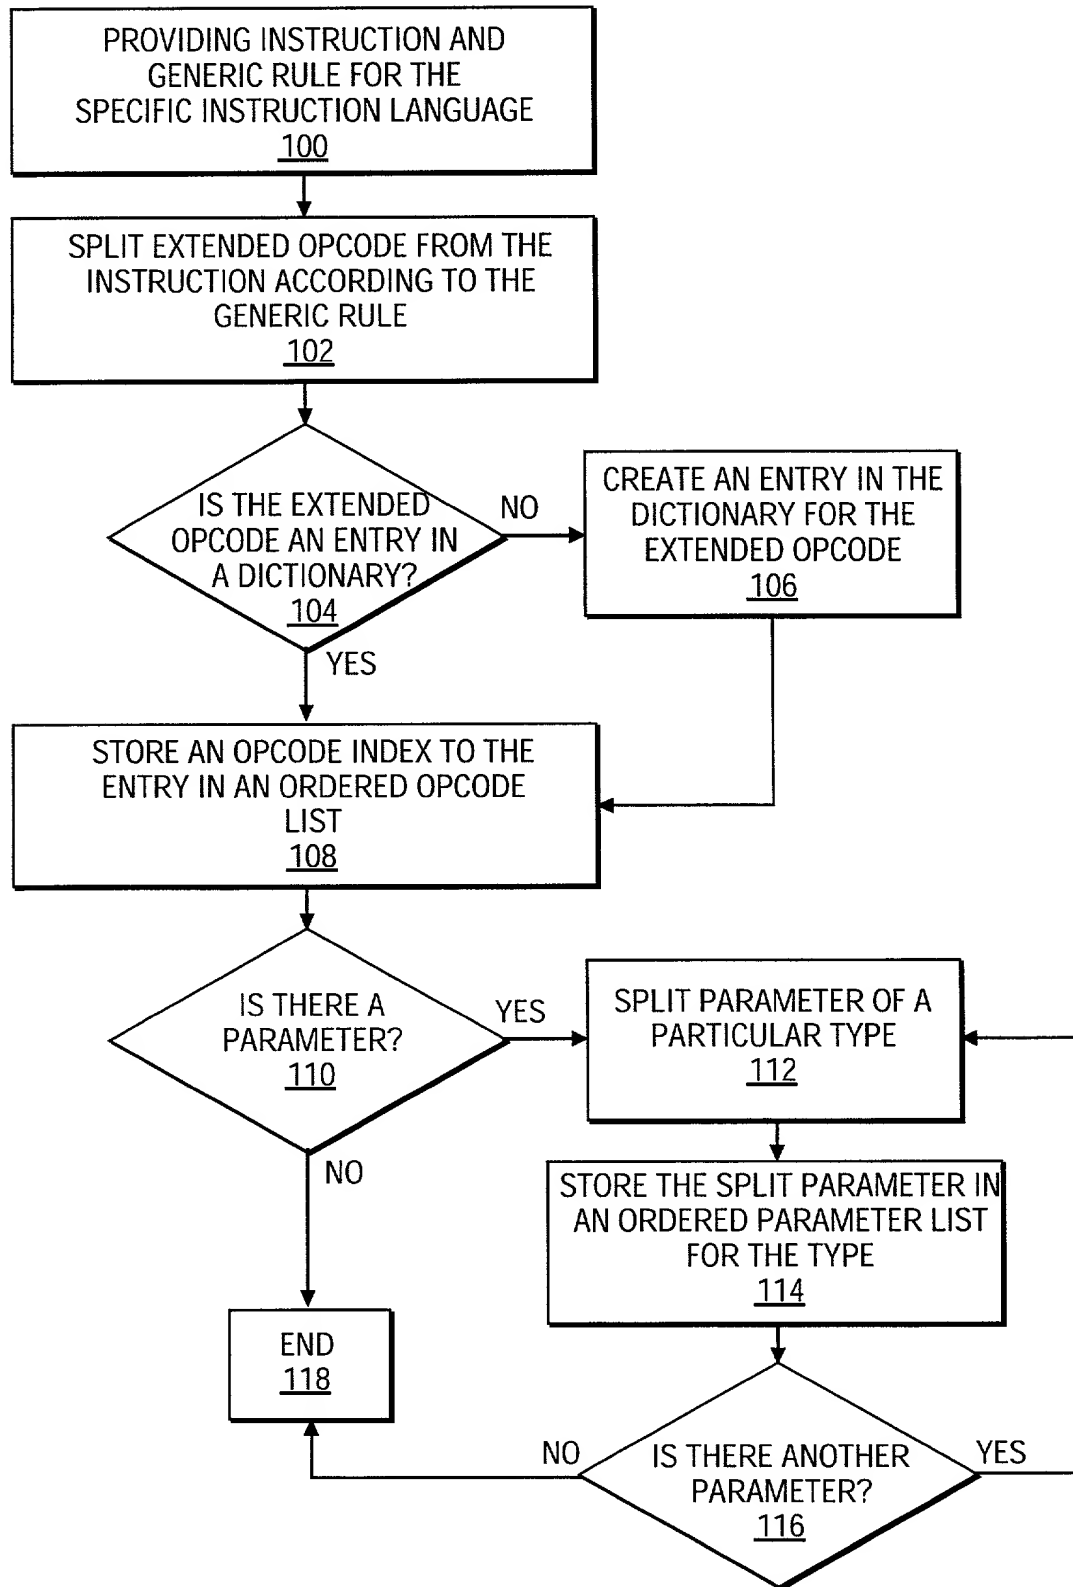 PROVIDING INSTRUCTION AND
GENERIC RULE FOR THE
SPECIFIC INSTRUCTION LANGUAGE
100
SPLIT EXTENDED OPCODE FROM THE
INSTRUCTION ACCORDING TO THE
GENERIC RULE
102
IS THE EXTENDED
OPCODE AN ENTRY IN
A DICTIONARY?
104
NO
CREATE AN ENTRY IN THE
DICTIONARY FOR THE
EXTENDED OPCODE
106
YES
STORE AN OPCODE INDEX TO THE
ENTRY IN AN ORDERED OPCODE
LIST
108
IS THERE A
PARAMETER?
110
YES
SPLIT PARAMETER OF A
PARTICULAR TYPE
112
NO
STORE THE SPLIT PARAMETER IN
AN ORDERED PARAMETER LIST
FOR THE TYPE
114
END
118
NO
IS THERE ANOTHER
PARAMETER?
116
YES